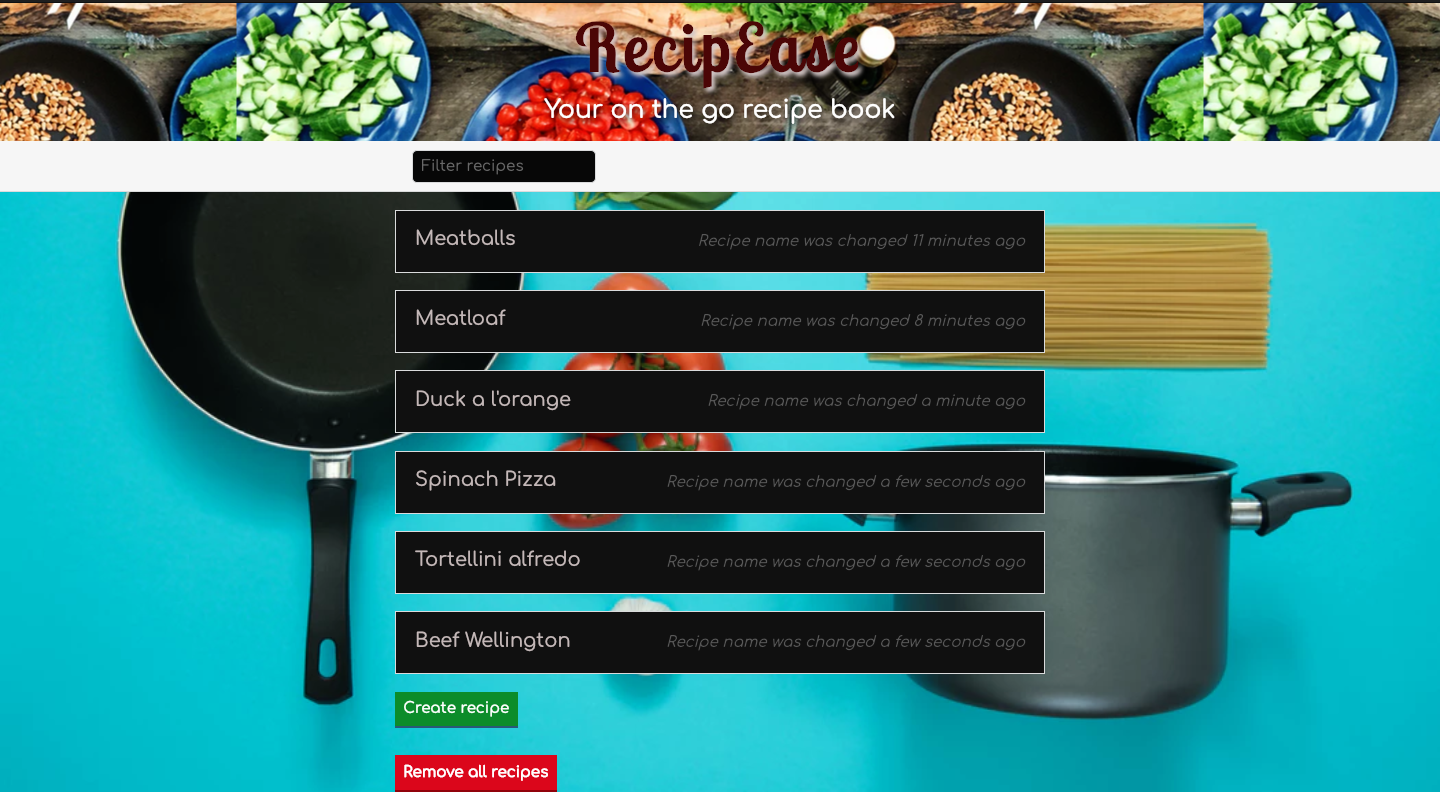 RecipEase
Your on the go recipe book
Filter recipes
Meatballs Recipe name was changed 11 minutes ago
Meatloaf Recipe name was changed 8 minutes ago
Duck a l'orange Recipe name was changed a minute ago
Spinach Pizza Recipe name was changed a few seconds ago
Tortellini alfredo Recipe name was changed a few seconds ago
Beef Wellington Recipe name was changed a few seconds ago
Create recipe
Remove all recipes